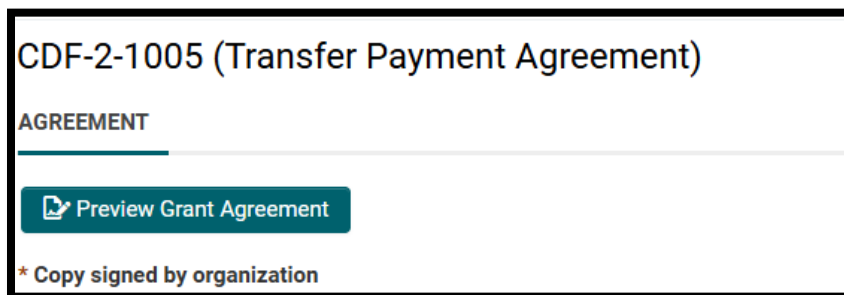 CDF-2-1005 (Transfer Payment Agreement)
AGREEMENT
Preview Grant Agreement
* Copy signed by organization